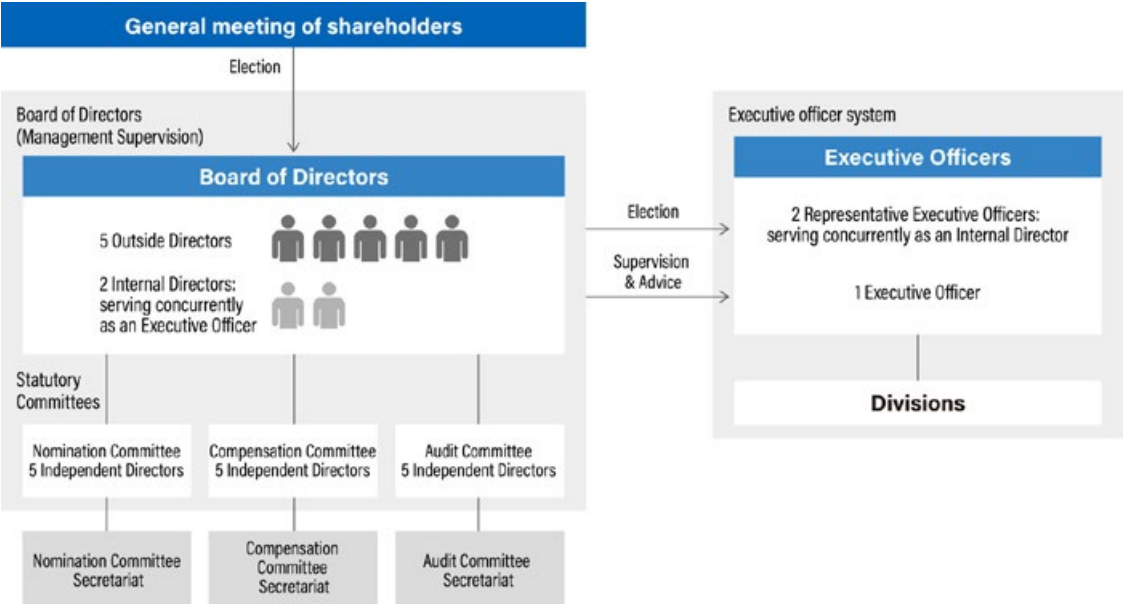 General meeting of shareholders
Election
Board of Directors
(Management Supervision)
Board of Directors
5 Outside Directors
2 Internal Directors:
serving concurrently
as an Executive Officer
Statutory
Committees
Nomination Committee
5 Independent Directors
Compensation Committee
5 Independent Directors
Audit Committee
5 Independent Directors
Nomination Committee
Secretariat
Compensation
Committee
Secretariat
Audit Committee
Secretariat
Election
Supervision
& Advice
Executive officer system
Executive Officers
2 Representative Executive Officers:
serving concurrently as an Internal Director
1 Executive Officer
Divisions